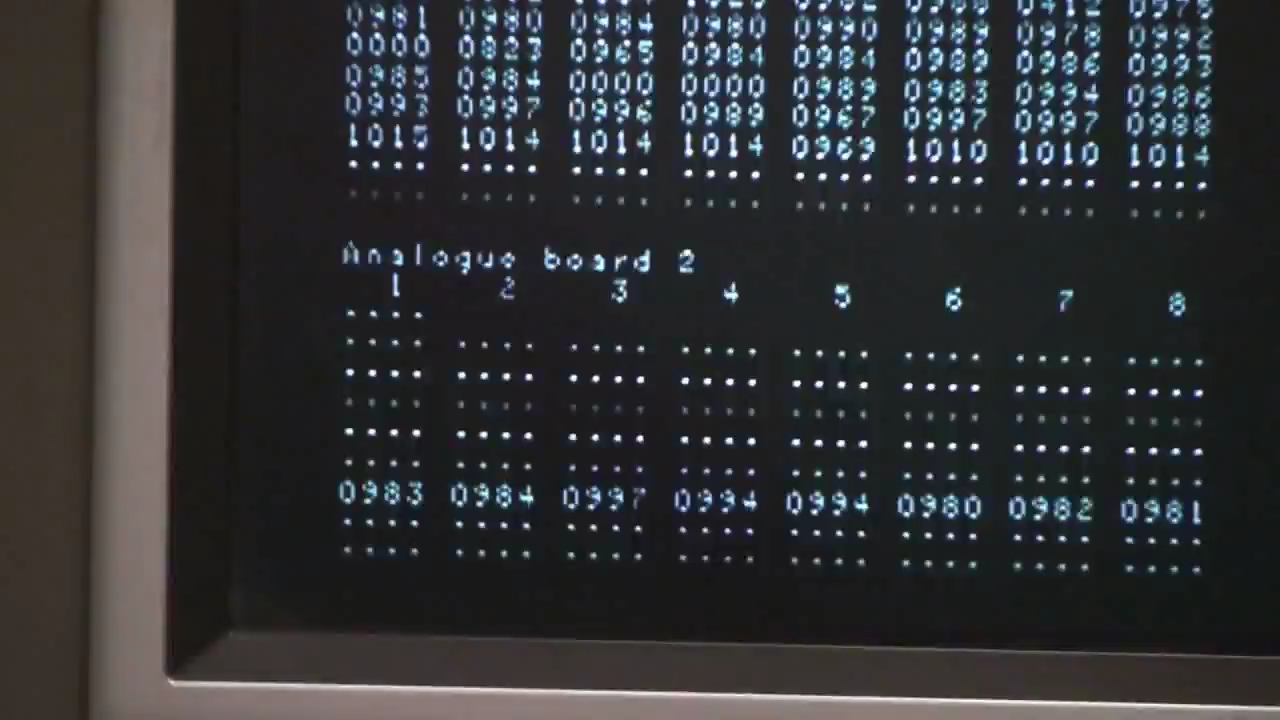 0981 0980 0984 0980 0990 0989 0978 0992
0000 0823 0965 0984 0984 0989 0986 0993
0985 0984 0000 0000 0989 0983 0994 0986
0993 0997 0996 0989 0967 0997 0997 0988
1015 1014 1014 1014 0969 1010 1010 1014
.... .... .... .... .... .... .... ....
.... .... .... .... .... .... .... ....
Analogue board 2
1 2 3 4 5 6 7 8
....
.... .... .... .... .... .... .... ....
.... .... .... .... .... .... .... ....
.... .... .... .... .... .... .... ....
.... .... .... .... .... .... .... ....
.... .... .... .... .... .... .... ....
0983 0984 0997 0994 0994 0980 0982 0981
.... .... .... .... .... .... .... ....
.... .... .... .... .... .... .... ....